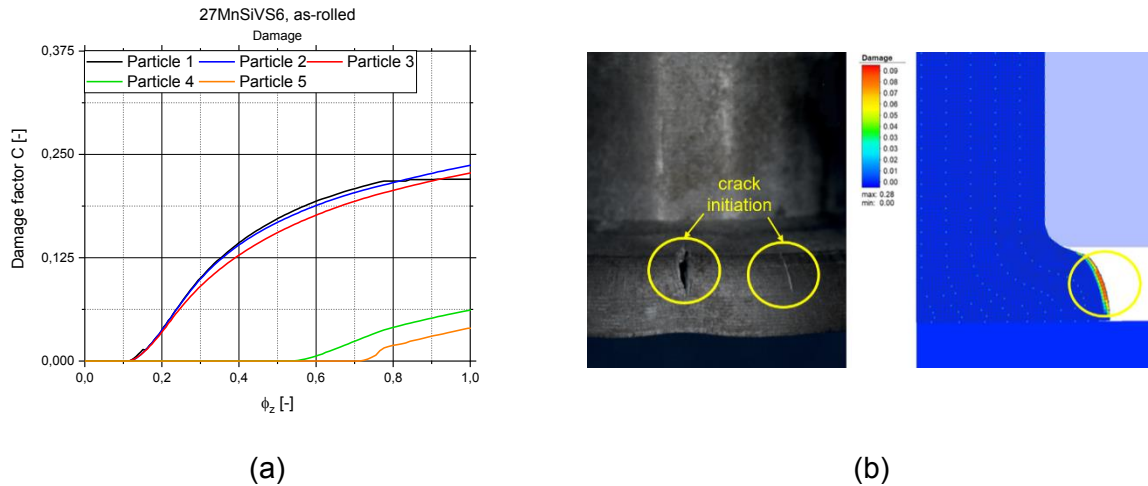 27MnSiVS6, as-rolled
Damage
0,375
Particle 1 Particle 2 Particle 3
Particle 4 Particle 5
0,250
Damage factor C [-]
0,125
0,000
0,0 0,2 0,4 0,6 0,8 1,0
ϕz [-]
(a)
crack
initiation
Damage
0.09
0.08
0.07
0.06
0.05
0.04
0.03
0.02
0.01
0.00
max: 0.28
min: 0.00
(b)